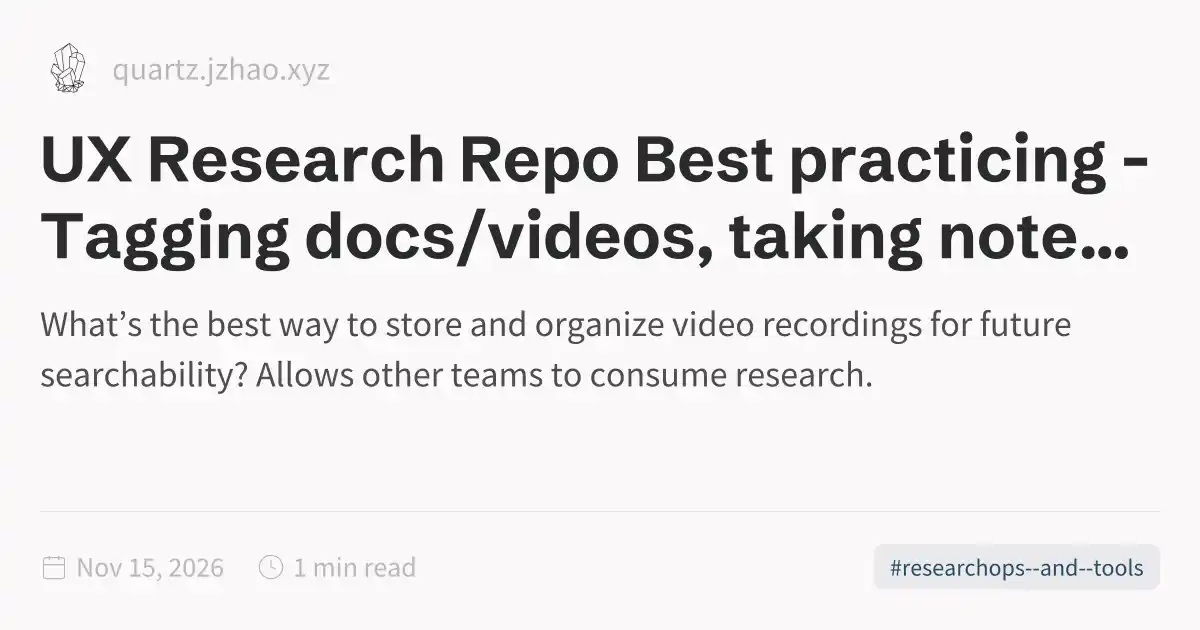 quartz.jzhao.xyz
UX Research Repo Best practicing -
Tagging docs/videos, taking note...
What’s the best way to store and organize video recordings for future
searchability? Allows other teams to consume research.
Nov 15, 2026 1 min read #researchops--and--tools